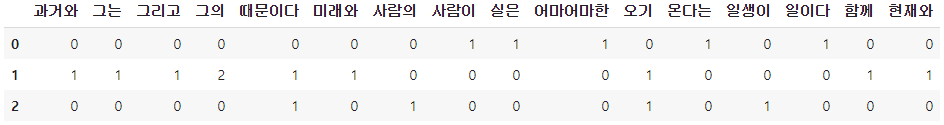 과거와 그는 그리고 그의 때문이다 미래와 사람의 사람이 실은 어마어마한 오기 온다는 일생이 일이다 함께 현재와
0 0 0 0 0 0 0 0 1 1 1 0 1 0 1 0 0
1 1 1 1 2 1 1 0 0 0 0 1 0 0 0 1 1
2 0 0 0 0 1 0 1 0 0 0 1 0 1 0 0 0